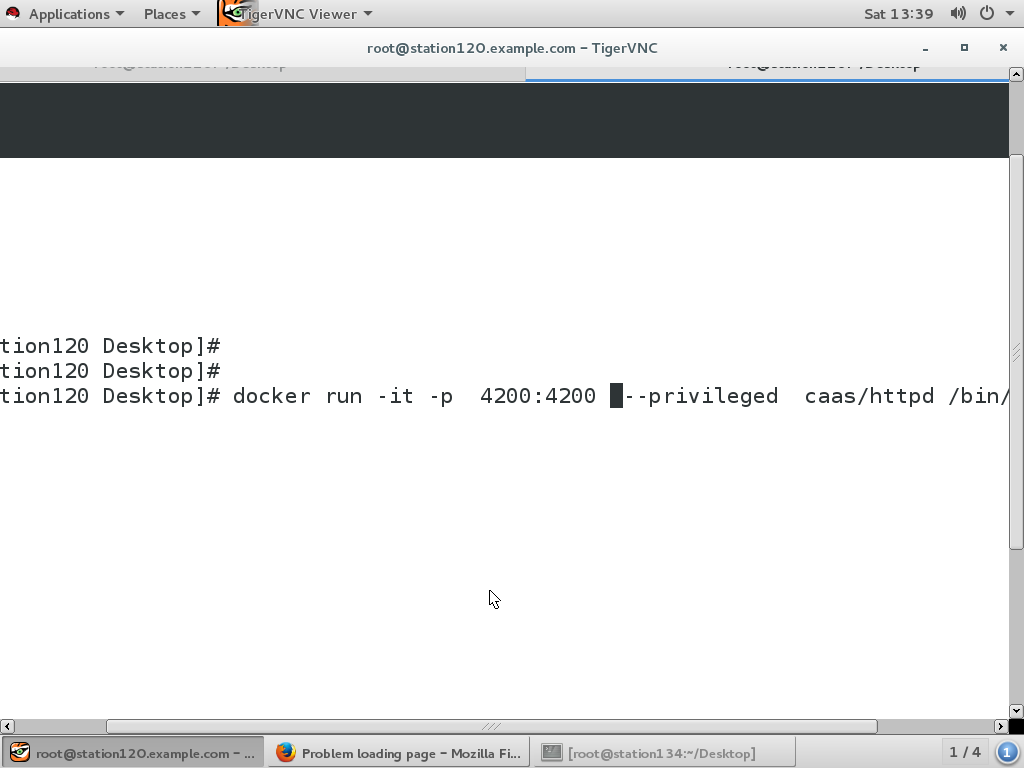 Applications Places TigerVNC Viewer Sat 13:39
root@station120.example.com − TigerVNC
tion120 Desktop]#
tion120 Desktop]#
tion120 Desktop]# docker run -it -p  4200:4200  --privileged  caas/httpd /bin/
root@station120.example.com − ... Problem loading page − Mozilla Fi... [root@station134:~/Desktop] 1 / 4 1